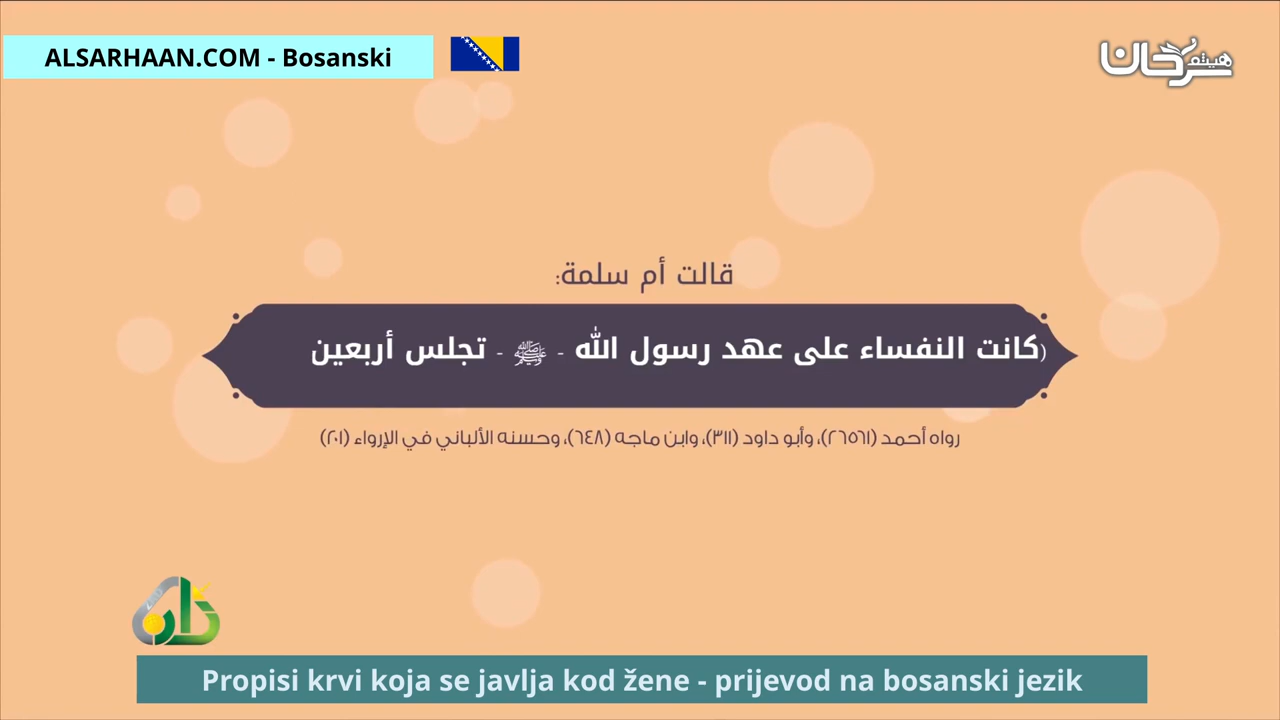 ALSARHAAN.COM - Bosanski
هيثم سرحان
قالت أم سلمة:
(كانت النفساء على عهد رسول الله - ﷺ - تجلس أربعين
رواه أحمد (٢٦٥٦١)، وأبو داود (٣١١)، وابن ماجه (٦٤٨)، وحسنه الألباني في الإرواء (٢٠١)
Propisi krvi koja se javlja kod žene - prijevod na bosanski jezik